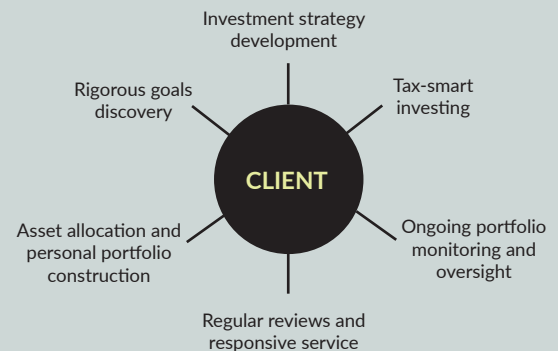 Investment strategy
development
Tax-smart
investing
Rigorous goals
discovery
CLIENT
Ongoing portfolio
monitoring and
oversight
Asset allocation and
personal portfolio
construction
Regular reviews and
responsive service